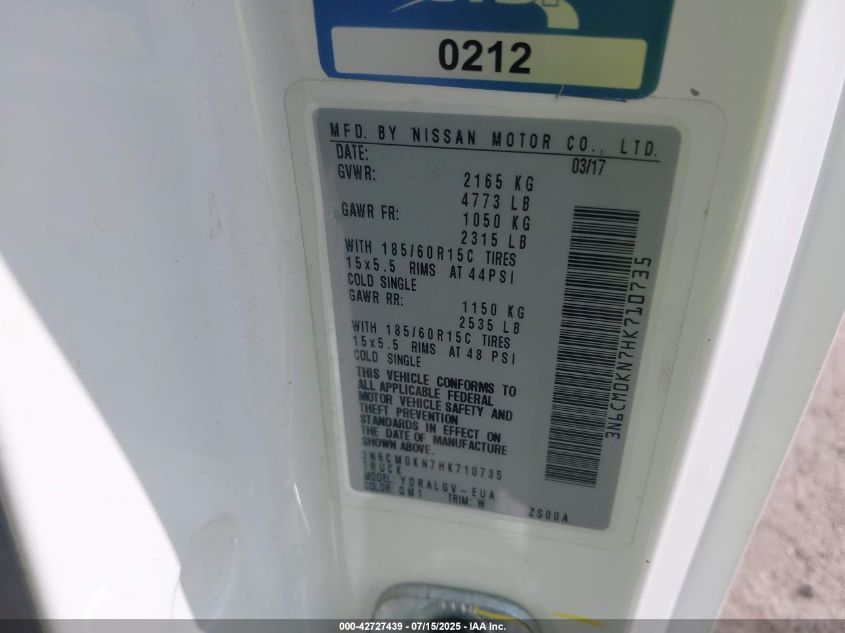 0212
MFD. BY NISSAN MOTOR CO., LTD.
DATE: 03/17
GVWR: 2165 KG
4773 LB
GAWR FR: 1050 KG
2315 LB
WITH 185/60R15C TIRES
15x5.5 RIMS AT 44PSI
COLD SINGLE
GAWR RR: 1150 KG
2535 LB
WITH 185/60R15C TIRES
15x5.5 RIMS AT 48 PSI
COLD SINGLE
THIS VEHICLE CONFORMS TO
ALL APPLICABLE FEDERAL
MOTOR VEHICLE SAFETY AND
THEFT PREVENTION
STANDARDS IN EFFECT ON
THE DATE OF MANUFACTURE
SHOWN ABOVE.
3N6CM0KN7HK710735
TRUCK
MODEL: YDRALGV-EUA
COLOR: QM1 TRIM: W ZS00A
3N6CM0KN7HK710735
000-42727439 - 07/15/2025 - IAA Inc.